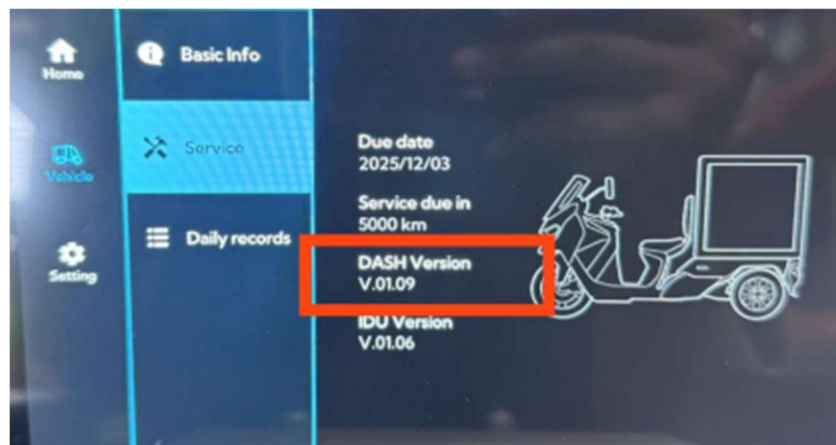 Home
Vehicle
Setting
Basic Info
Service
Daily records
Due date
2025/12/03
Service due in
5000 km
DASH Version
V.01.09
IDU Version
V.01.06